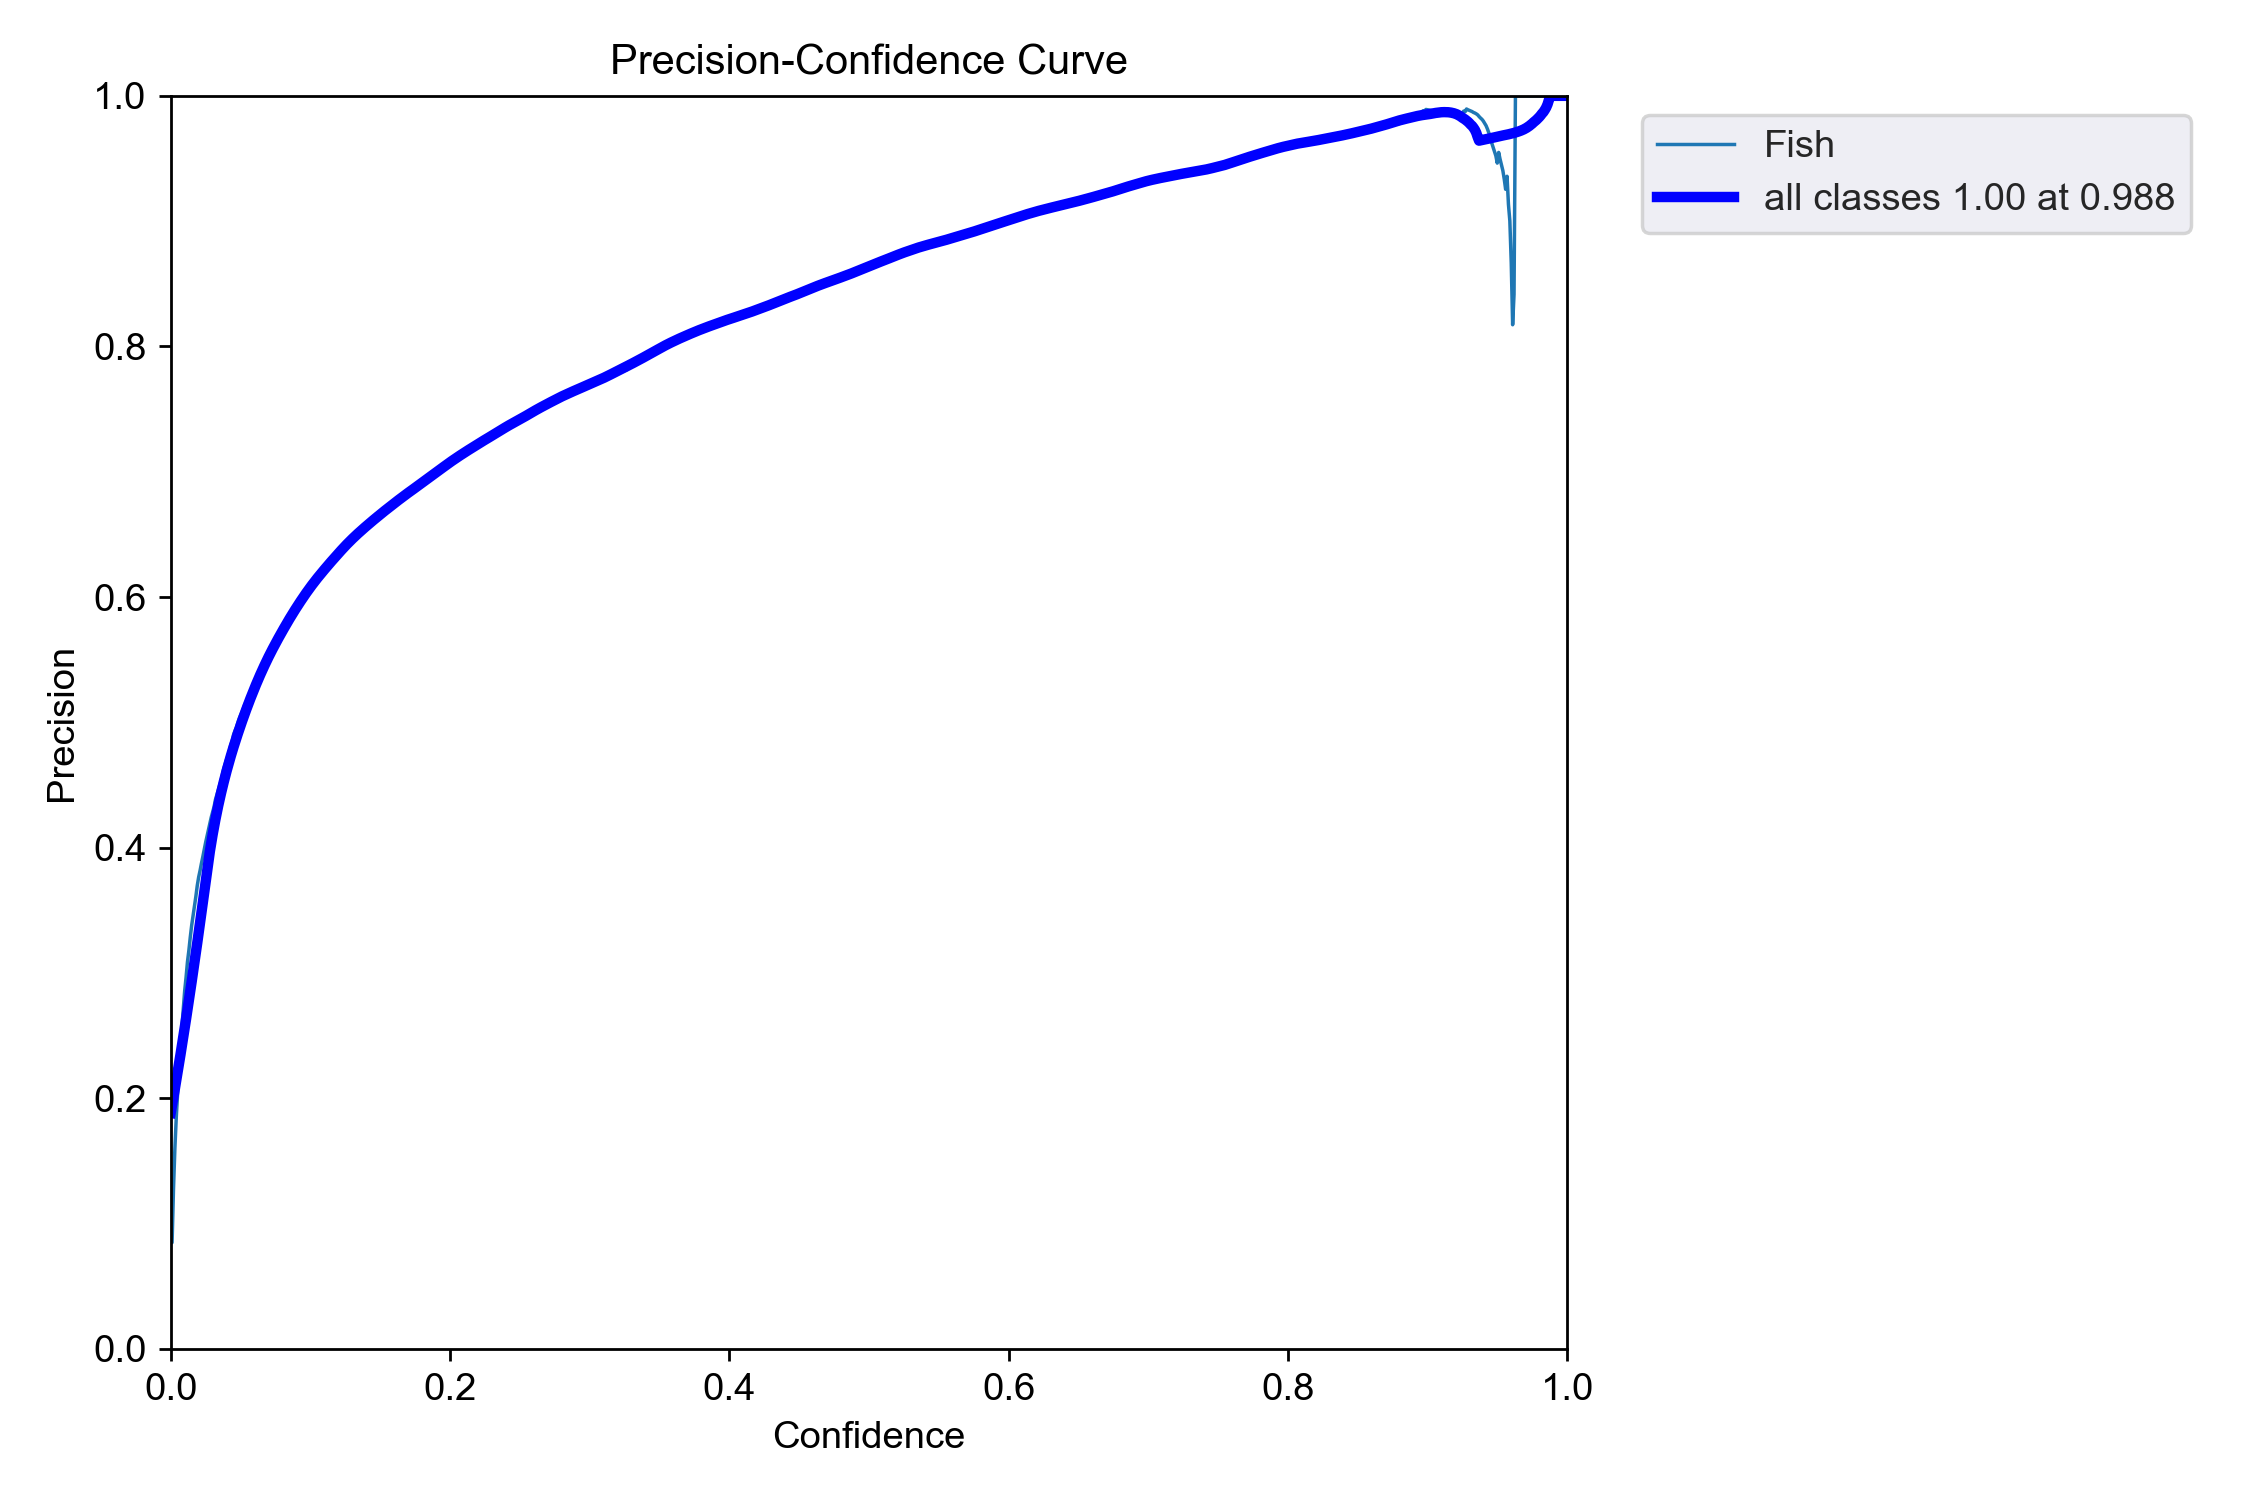 Precision-Confidence Curve
1.0
0.8
0.6
0.4
0.2
0.0
Precision
0.0 0.2 0.4 0.6 0.8 1.0
Confidence
Fish
all classes 1.00 at 0.988